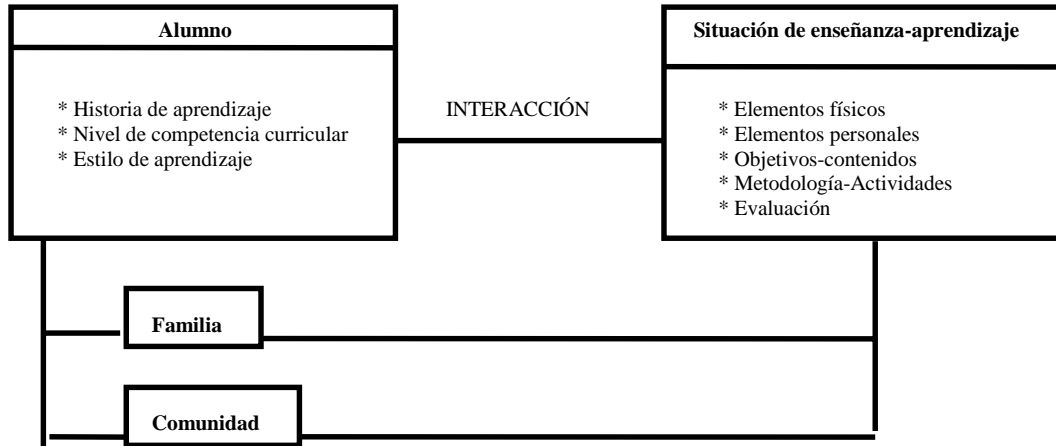 Alumno
* Historia de aprendizaje
* Nivel de competencia curricular
* Estilo de aprendizaje
INTERACCIÓN
Situación de enseñanza-aprendizaje
* Elementos físicos
* Elementos personales
* Objetivos-contenidos
* Metodología-Actividades
* Evaluación
Familia
Comunidad